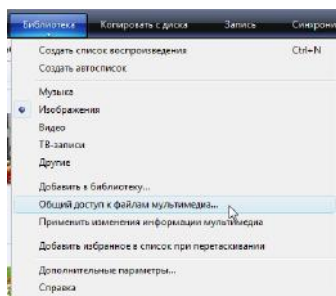 Библиотека Копировать с диска Запись Синхрони
Создать список воспроизведения Ctrl+N
Создать автосписок
Музыка
Изображения
Видео
ТВ-записи
Другие
Добавить в библиотеку...
Общий доступ к файлам мультимедиа...
Применить изменения информации мультимедиа
Добавить избранное в список при перетаскивании
Дополнительные параметры...
Справка